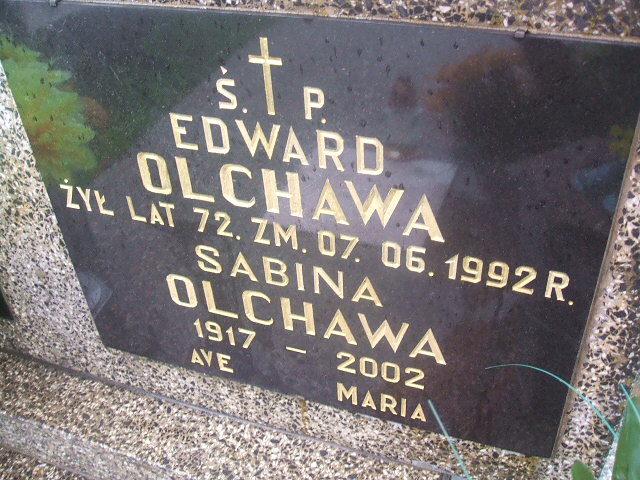 Ś. P.
EDWARD
OLCHAWA
ŻYŁ LAT 72. ZM. 07. 06. 1992 R.
SABINA
OLCHAWA
1917 – 2002
AVE MARIA